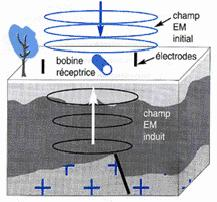 champ
EM
initial
bobine
réceptrice
électrodes
champ
EM
induit